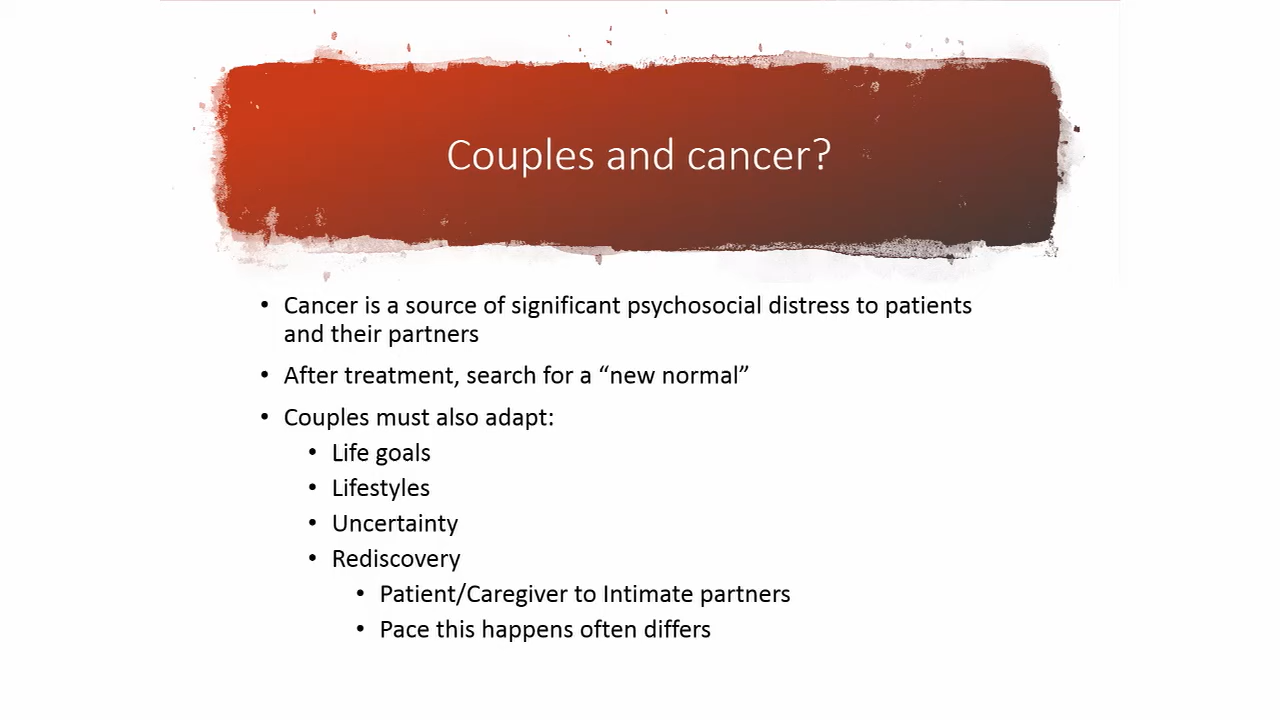 Couples and cancer?
• Cancer is a source of significant psychosocial distress to patients
and their partners
• After treatment, search for a “new normal”
• Couples must also adapt:
• Life goals
• Lifestyles
• Uncertainty
• Rediscovery
• Patient/Caregiver to Intimate partners
• Pace this happens often differs